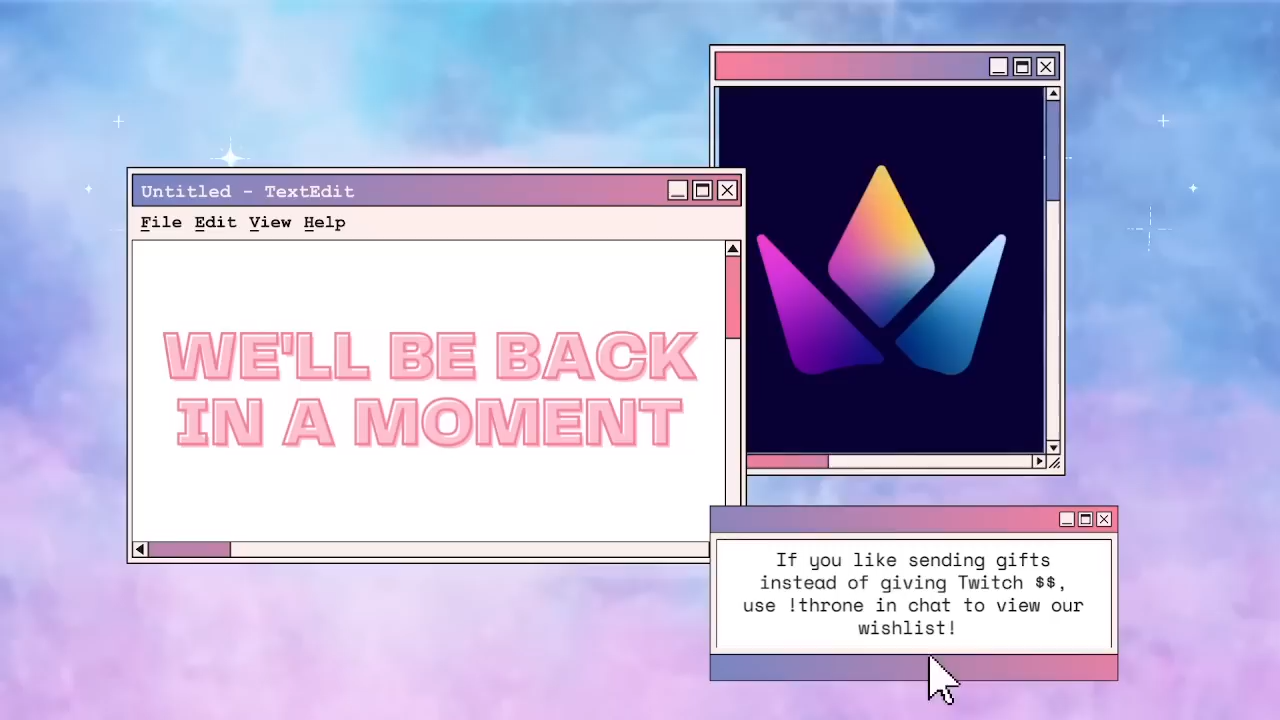 Untitled - TextEdit
File Edit View Help
WE'LL BE BACK
IN A MOMENT
If you like sending gifts
instead of giving Twitch $$,
use !throne in chat to view our
wishlist!